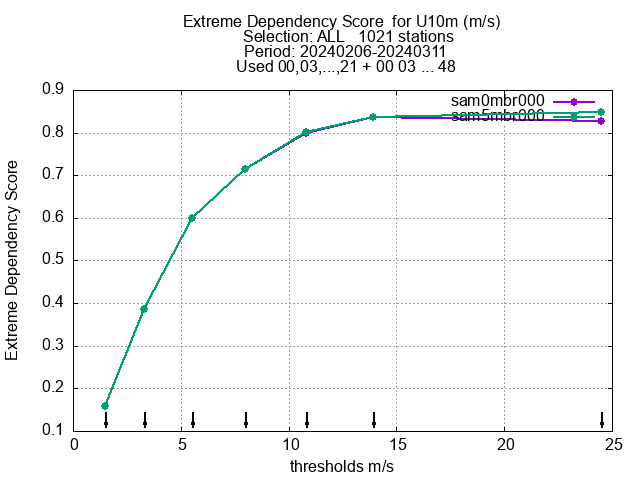 Extreme Dependency Score  for U10m (m/s)
Selection: ALL   1021 stations
Period: 20240206-20240311
Used 00,03,...,21 + 00 03 ... 48
sam0mbr000
sam5mbr000
0.9
0.8
0.7
0.6
0.5
0.4
0.3
0.2
0.1
Extreme Dependency Score
0 5 10 15 20 25
thresholds m/s